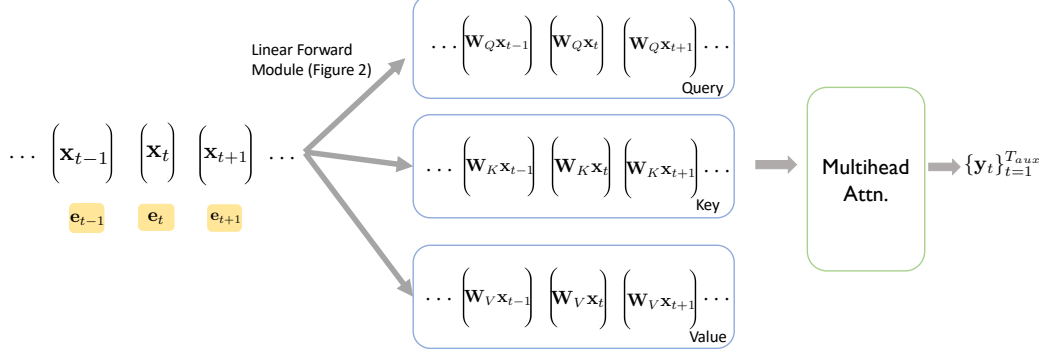 Linear Forward
Module (Figure 2)
… (x_{t−1}) (x_t) (x_{t+1}) …
e_{t−1} e_t e_{t+1}
… (W_Q x_{t−1}) (W_Q x_t) (W_Q x_{t+1}) …
Query
… (W_K x_{t−1}) (W_K x_t) (W_K x_{t+1}) …
Key
… (W_V x_{t−1}) (W_V x_t) (W_V x_{t+1}) …
Value
Multihead
Attn.
{y_t}_{t=1}^{T_{aux}}